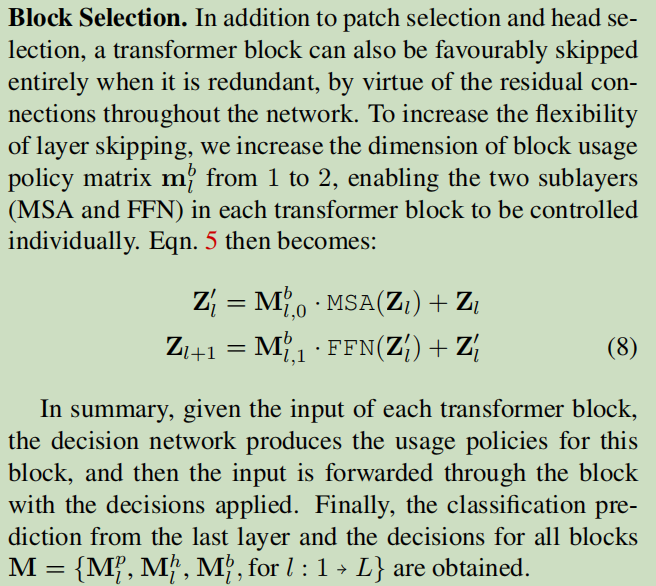 Block Selection. In addition to patch selection and head se-
lection, a transformer block can also be favourably skipped
entirely when it is redundant, by virtue of the residual con-
nections throughout the network. To increase the flexibility
of layer skipping, we increase the dimension of block usage
policy matrix m_l^b from 1 to 2, enabling the two sublayers
(MSA and FFN) in each transformer block to be controlled
individually. Eqn. 5 then becomes:
Z′_l = M^b_{l,0} · MSA(Z_l) + Z_l
Z_{l+1} = M^b_{l,1} · FFN(Z′_l) + Z′_l (8)
In summary, given the input of each transformer block,
the decision network produces the usage policies for this
block, and then the input is forwarded through the block
with the decisions applied. Finally, the classification pre-
diction from the last layer and the decisions for all blocks
M = {M_l^p, M_l^h, M_l^b, for l : 1 → L} are obtained.